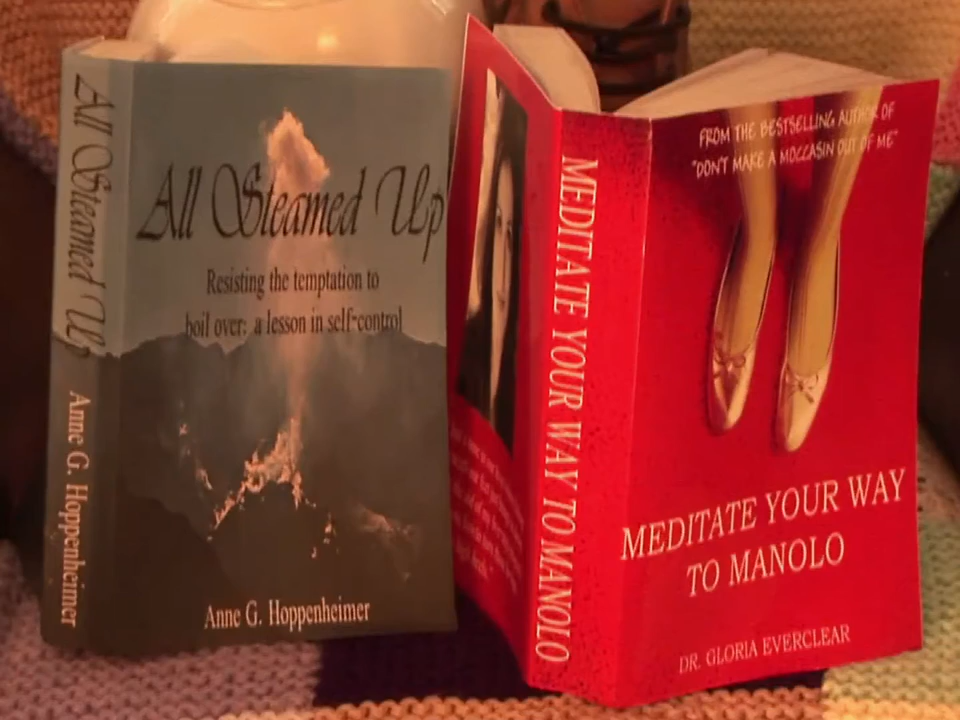 All Steamed Up
Anne G. Hoppenheimer
All Steamed Up
Resisting the temptation to
boil over: a lesson in self-control
Anne G. Hoppenheimer
MEDITATE YOUR WAY TO MANOLO
FROM THE BESTSELLING AUTHOR OF
"DON'T MAKE A MOCCASIN OUT OF ME"
MEDITATE YOUR WAY
TO MANOLO
DR. GLORIA EVERCLEAR